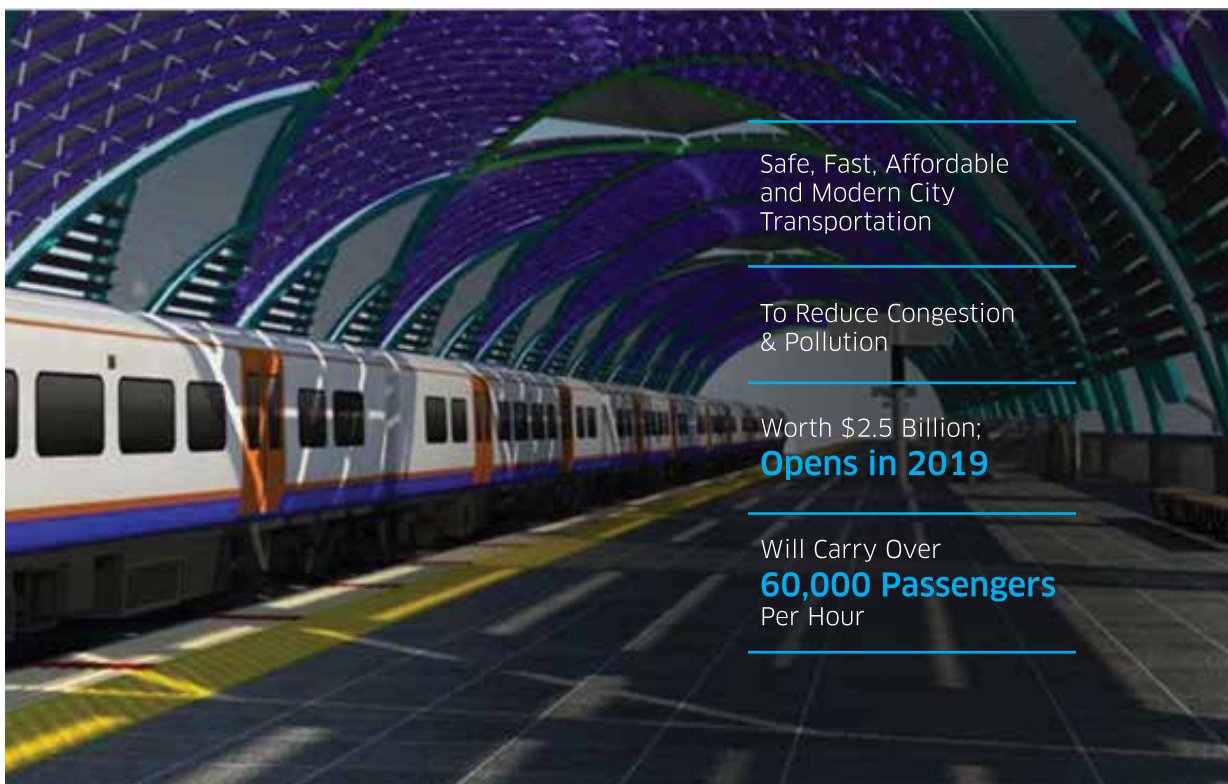 Safe, Fast, Affordable
and Modern City
Transportation
To Reduce Congestion
& Pollution
Worth $2.5 Billion;
Opens in 2019
Will Carry Over
60,000 Passengers
Per Hour